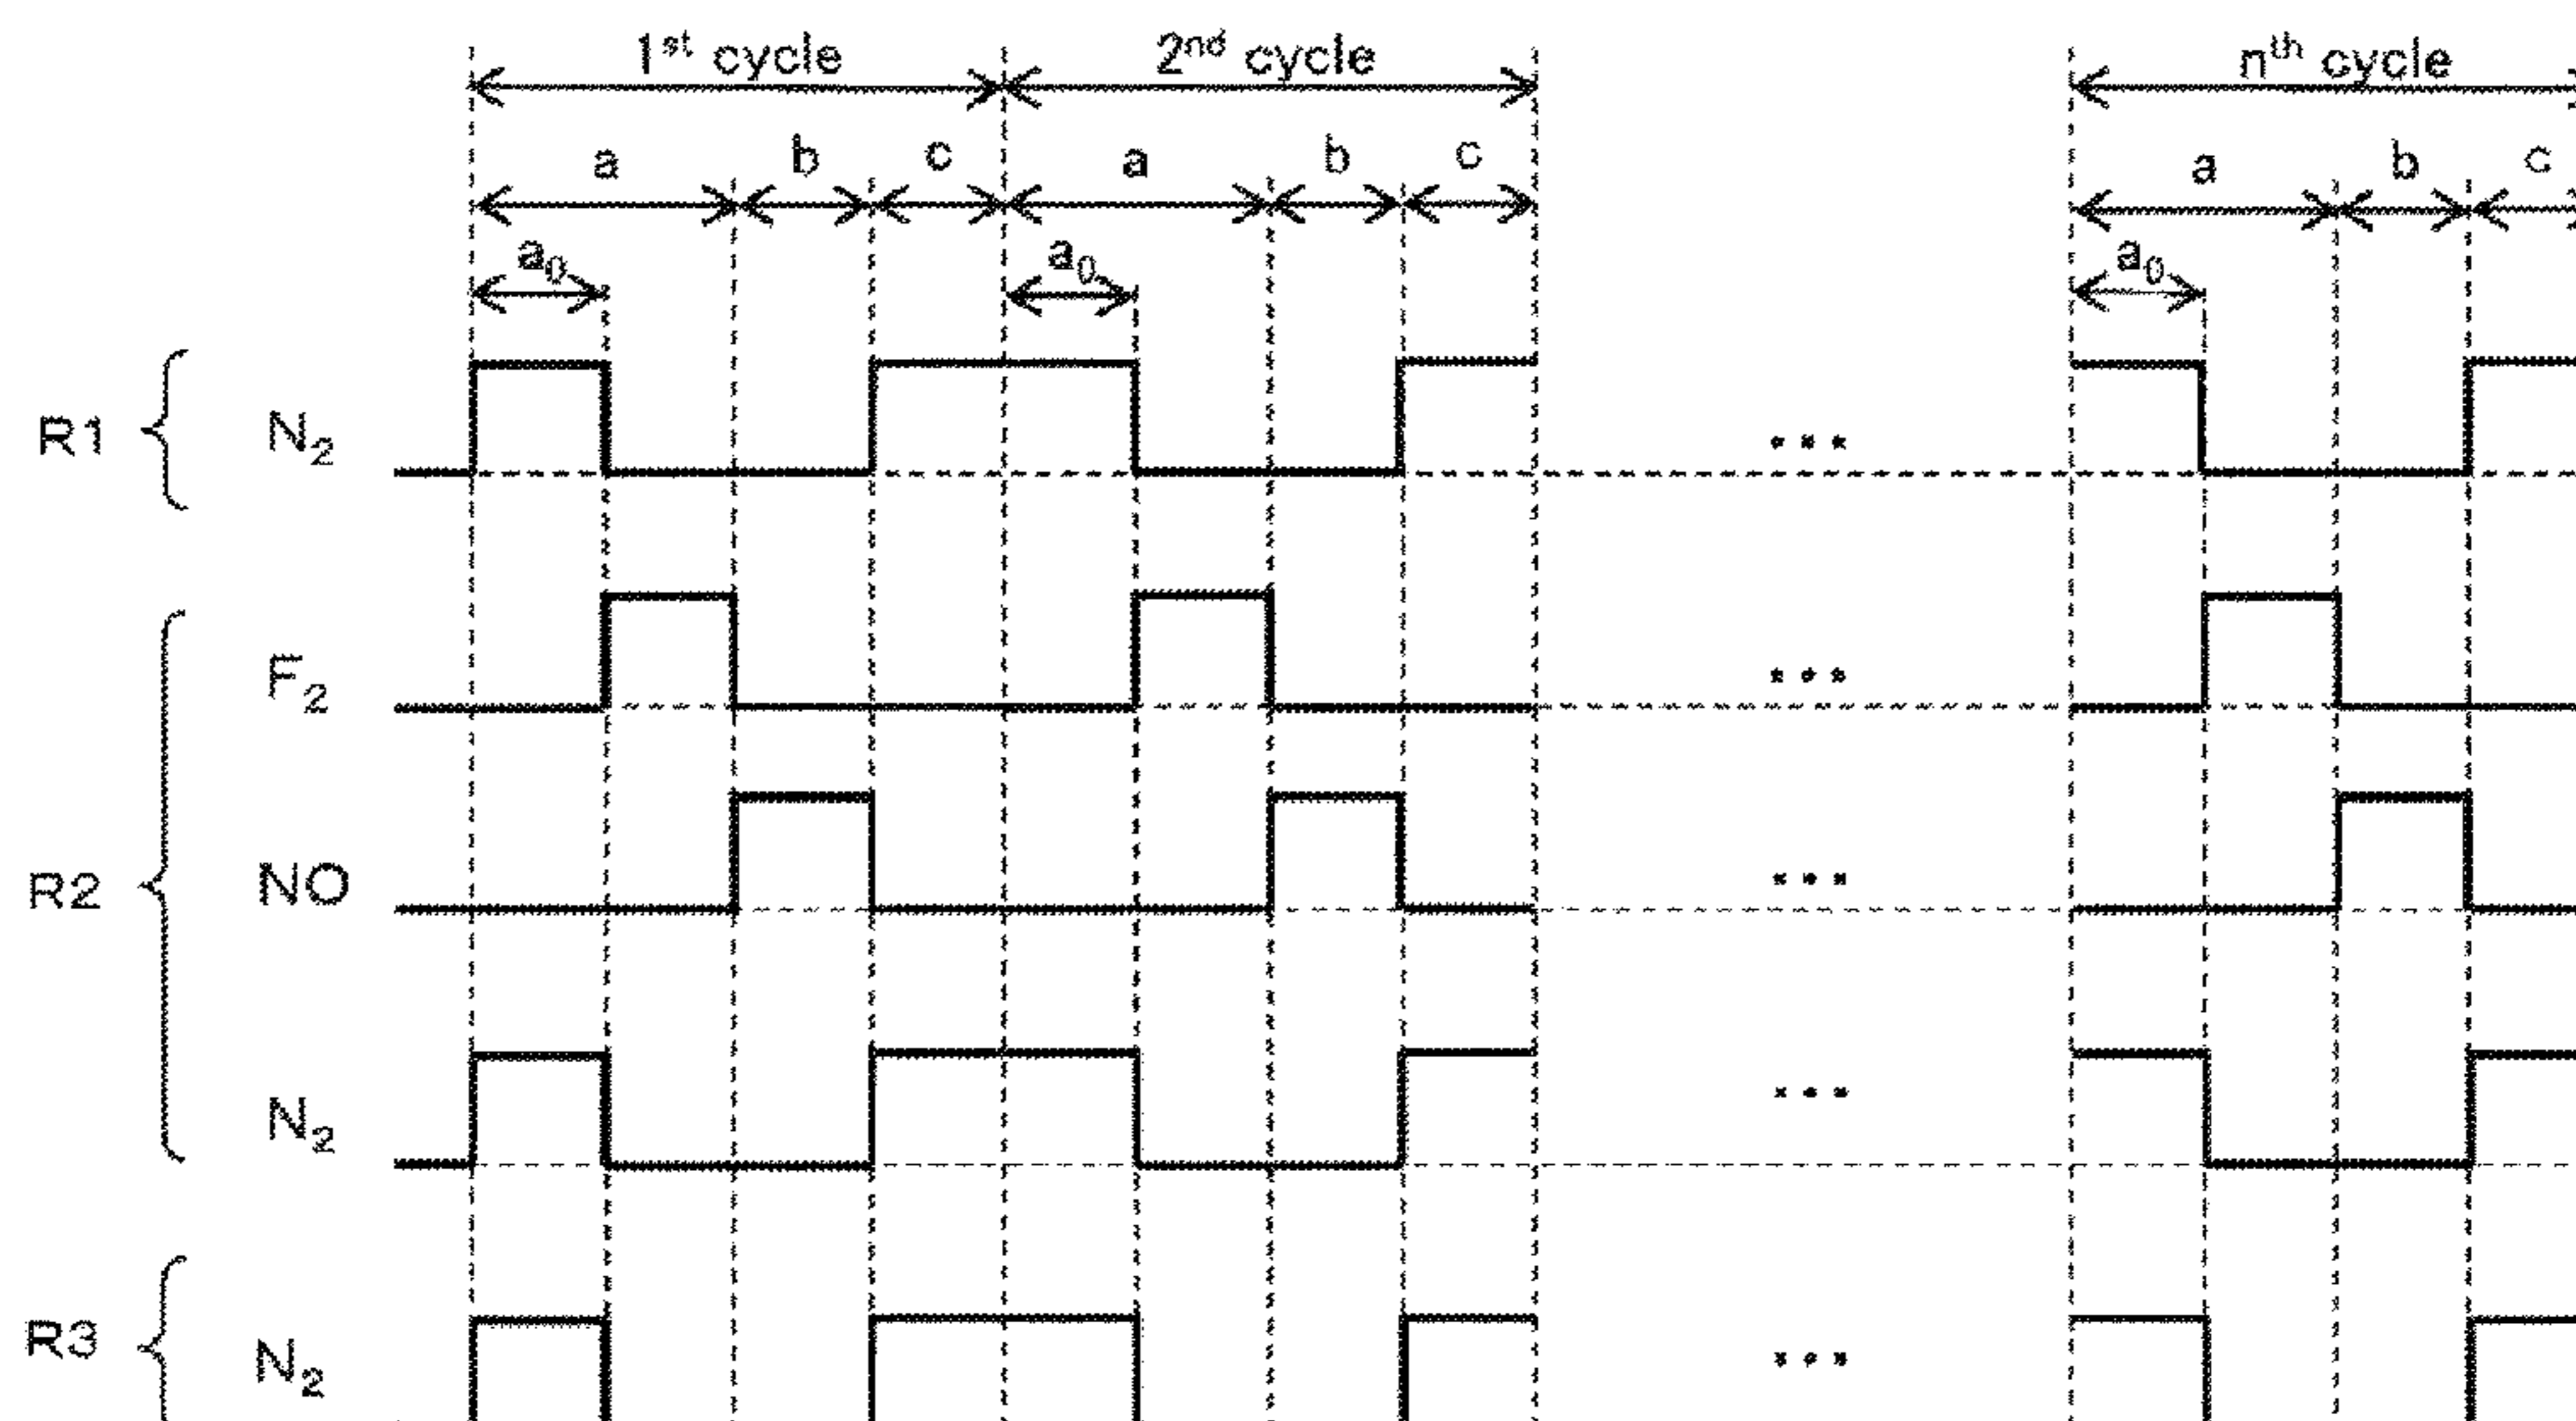 1st cycle 2nd cycle nth cycle
a b c a b c a b c
a0 a0 a0
R1 N2 ...
F2 ...
R2 NO ...
N2 ...
R3 N2 ...